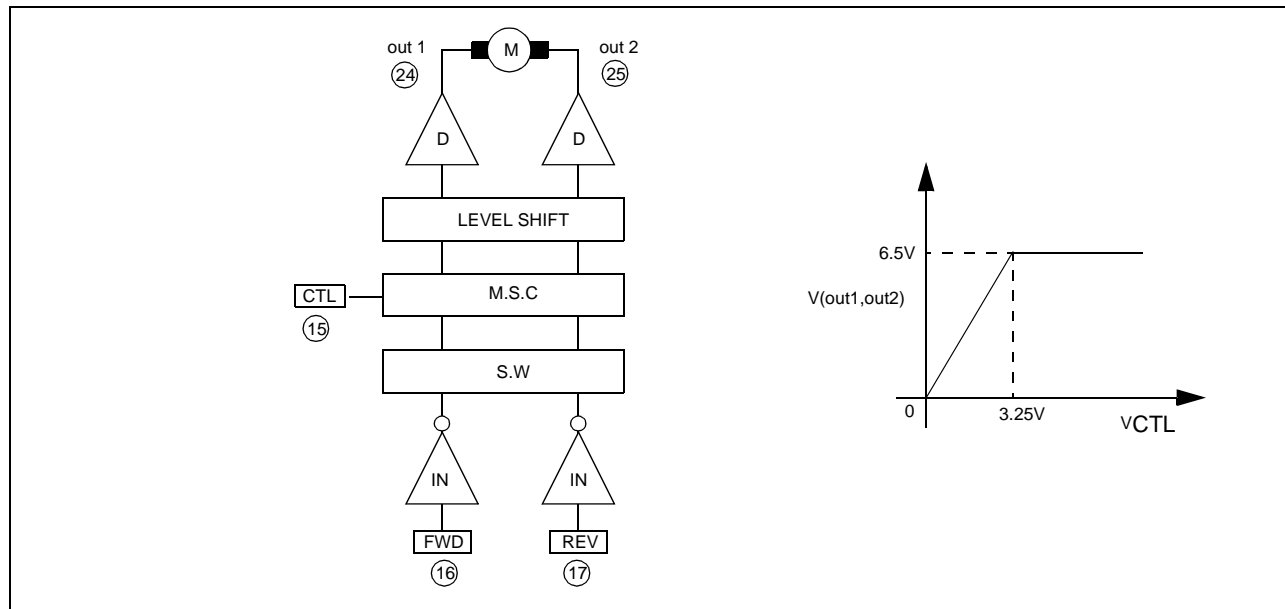 out 1
M
out 2
24
25
D
D
LEVEL SHIFT
CTL
M.S.C
15
S.W
IN
IN
FWD
REV
16
17
6.5V
V(out1,out2)
0
3.25V
VCTL